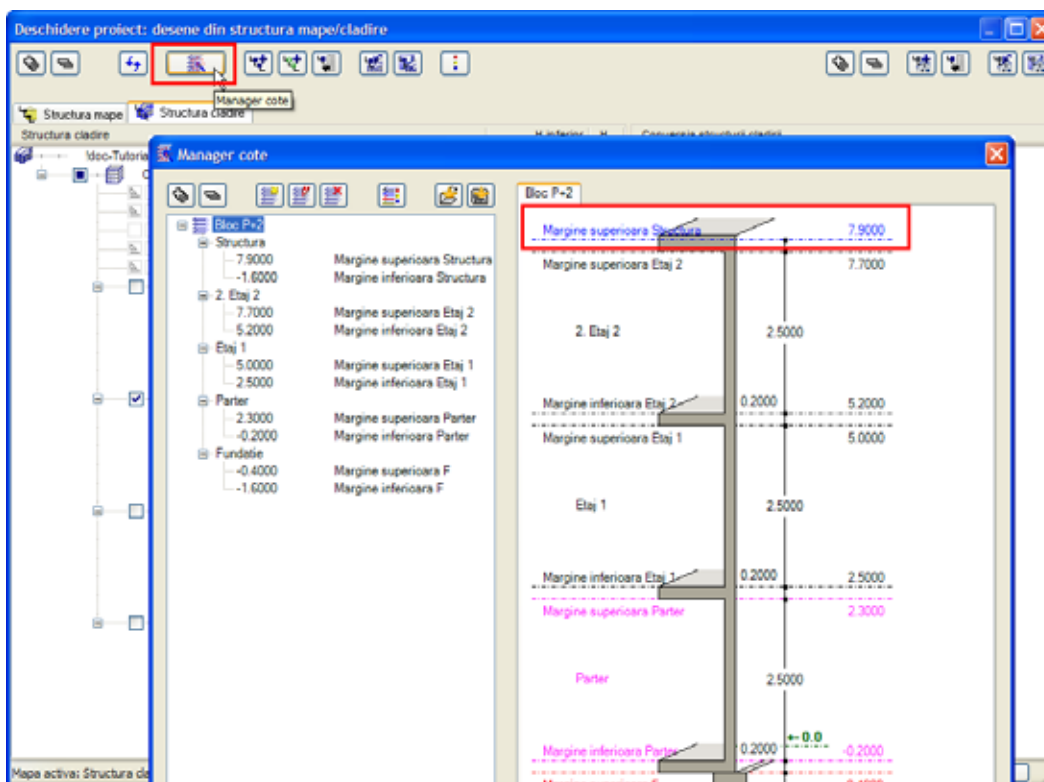 Deschidere proiect: desene din structura mape/cladire
Manager cote
Structura mape
Structura cladire
Structura cladire
H inferior H Conversia structurii cladirii
!doc-Tutoria
Manager cote
Bloc P+2
Structura
7.9000 Margine superioara Structura
-1.6000 Margine inferioara Structura
2. Etaj 2
7.7000 Margine superioara Etaj 2
5.2000 Margine inferioara Etaj 2
Etaj 1
5.0000 Margine superioara Etaj 1
2.5000 Margine inferioara Etaj 1
Parter
2.3000 Margine superioara Parter
-0.2000 Margine inferioara Parter
Fundatie
-0.4000 Margine superioara F
-1.6000 Margine inferioara F
Bloc P+2
Margine superioara Structura 7.9000
Margine superioara Etaj 2 7.7000
2. Etaj 2 2.5000
Margine inferioara Etaj 2 0.2000 5.2000
Margine superioara Etaj 1 5.0000
Etaj 1 2.5000
Margine inferioara Etaj 1 0.2000 2.5000
Margine superioara Parter 2.3000
Parter 2.5000
0.0
Margine inferioara Parter 0.2000 -0.2000
Mapa activa: Structura cla